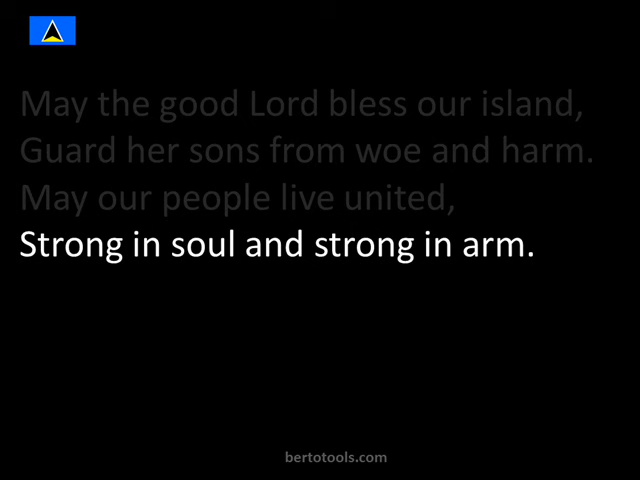 May the good Lord bless our island,
Guard her sons from woe and harm.
May our people live united,
Strong in soul and strong in arm.
bertotools.com